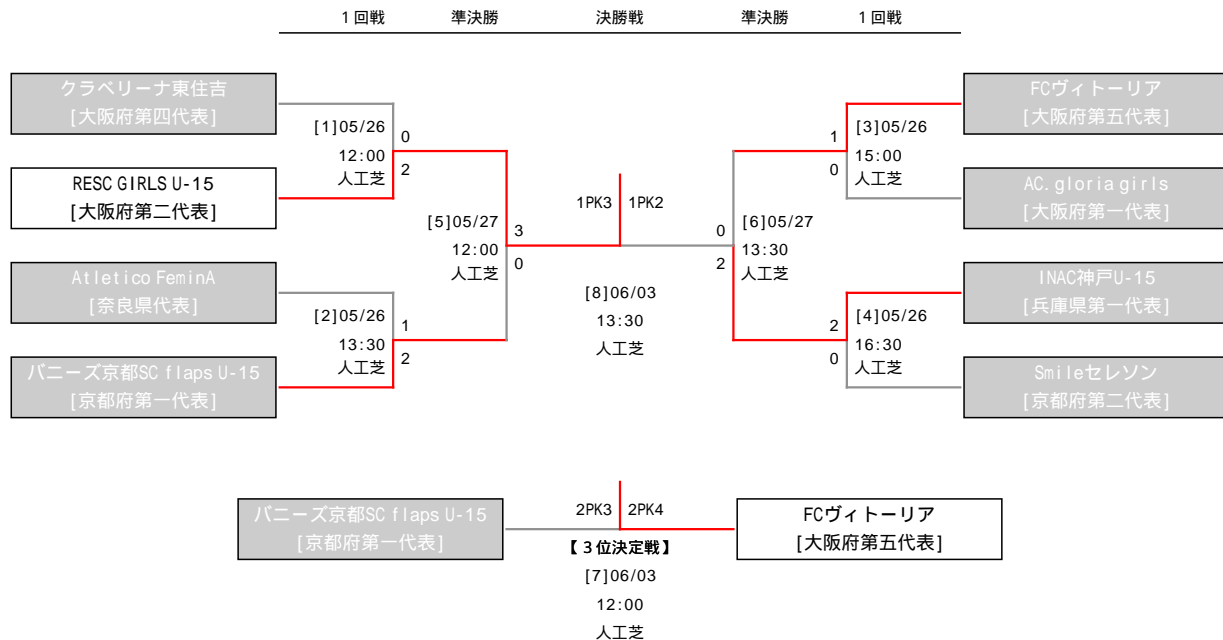 1回戦 準決勝 決勝戦 準決勝 1回戦
クラベリーナ東住吉
[大阪府第四代表]
RESC GIRLS U-15
[大阪府第二代表]
Atletico FeminA
[奈良県代表]
バニーズ京都SC flaps U-15
[京都府第一代表]
[1]05/26
12:00
人工芝
0
2
[2]05/26
13:30
人工芝
1
2
[5]05/27
12:00
人工芝
3
0
1PK3 1PK2
[8]06/03
13:30
人工芝
0
2
[6]05/27
13:30
人工芝
1
0
[3]05/26
15:00
人工芝
2
0
[4]05/26
16:30
人工芝
FCヴィトーリア
[大阪府第五代表]
AC. gloria girls
[大阪府第一代表]
INAC神戸U-15
[兵庫県第一代表]
Smileセレソン
[京都府第二代表]
バニーズ京都SC flaps U-15
[京都府第一代表]
2PK3 2PK4
【3位決定戦】
[7]06/03
12:00
人工芝
FCヴィトーリア
[大阪府第五代表]